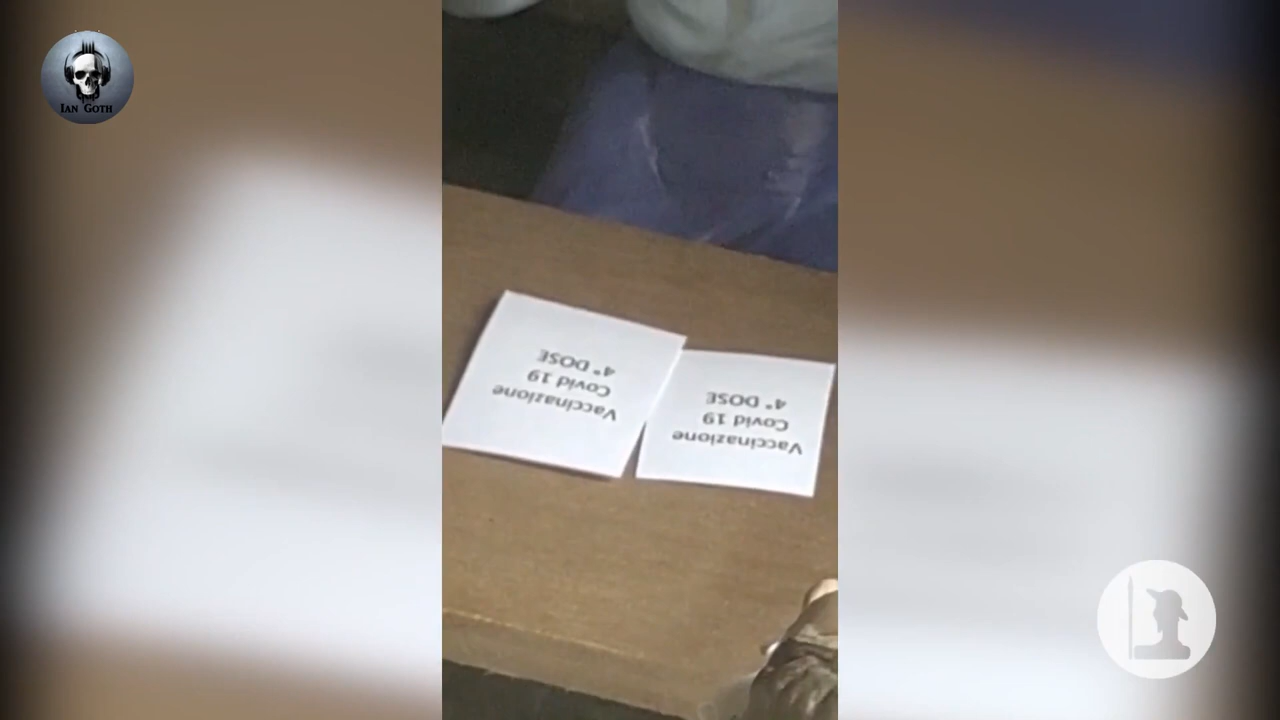 IAN GOTH
Vaccinazione
Covid 19
4° DOSE
Vaccinazione
Covid 19
4° DOSE